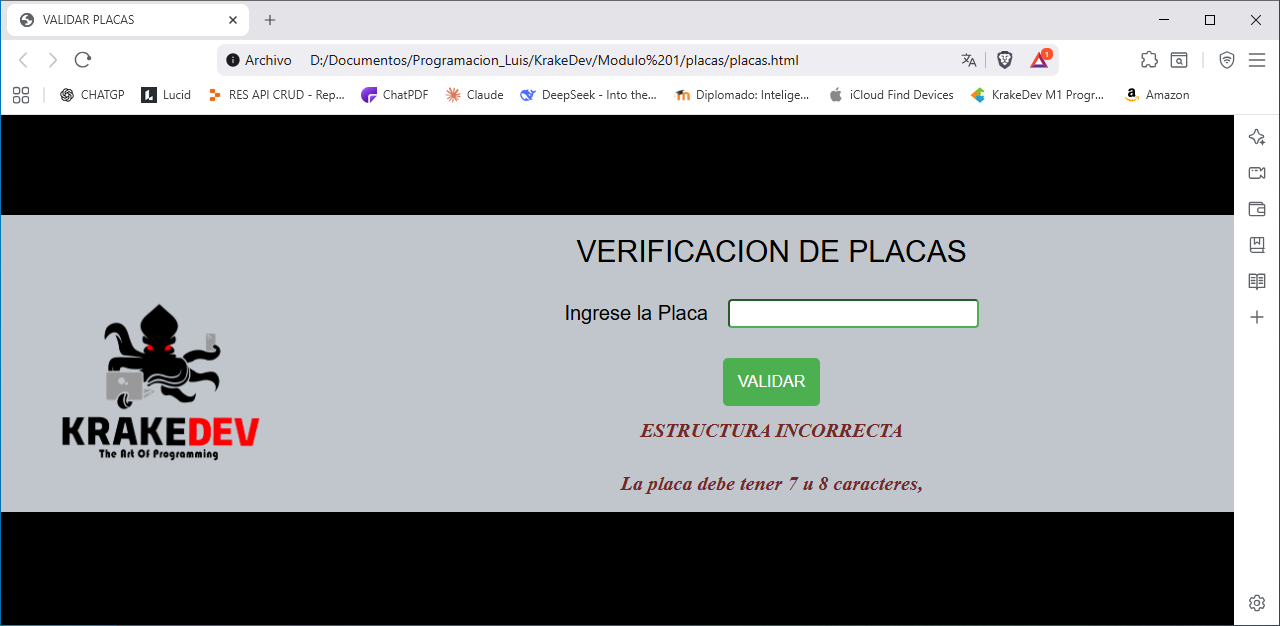 VALIDAR PLACAS
Archivo D:/Documentos/Programacion_Luis/KrakeDev/Modulo%201/placas/placas.html
1
CHATGP Lucid RES API CRUD - Rep... ChatPDF Claude DeepSeek - Into the... Diplomado: Intelige... iCloud Find Devices KrakeDev M1 Progr... Amazon
VERIFICACION DE PLACAS
Ingrese la Placa
VALIDAR
ESTRUCTURA INCORRECTA
La placa debe tener 7 u 8 caracteres,
KRAKEDEV
The Art Of Programming